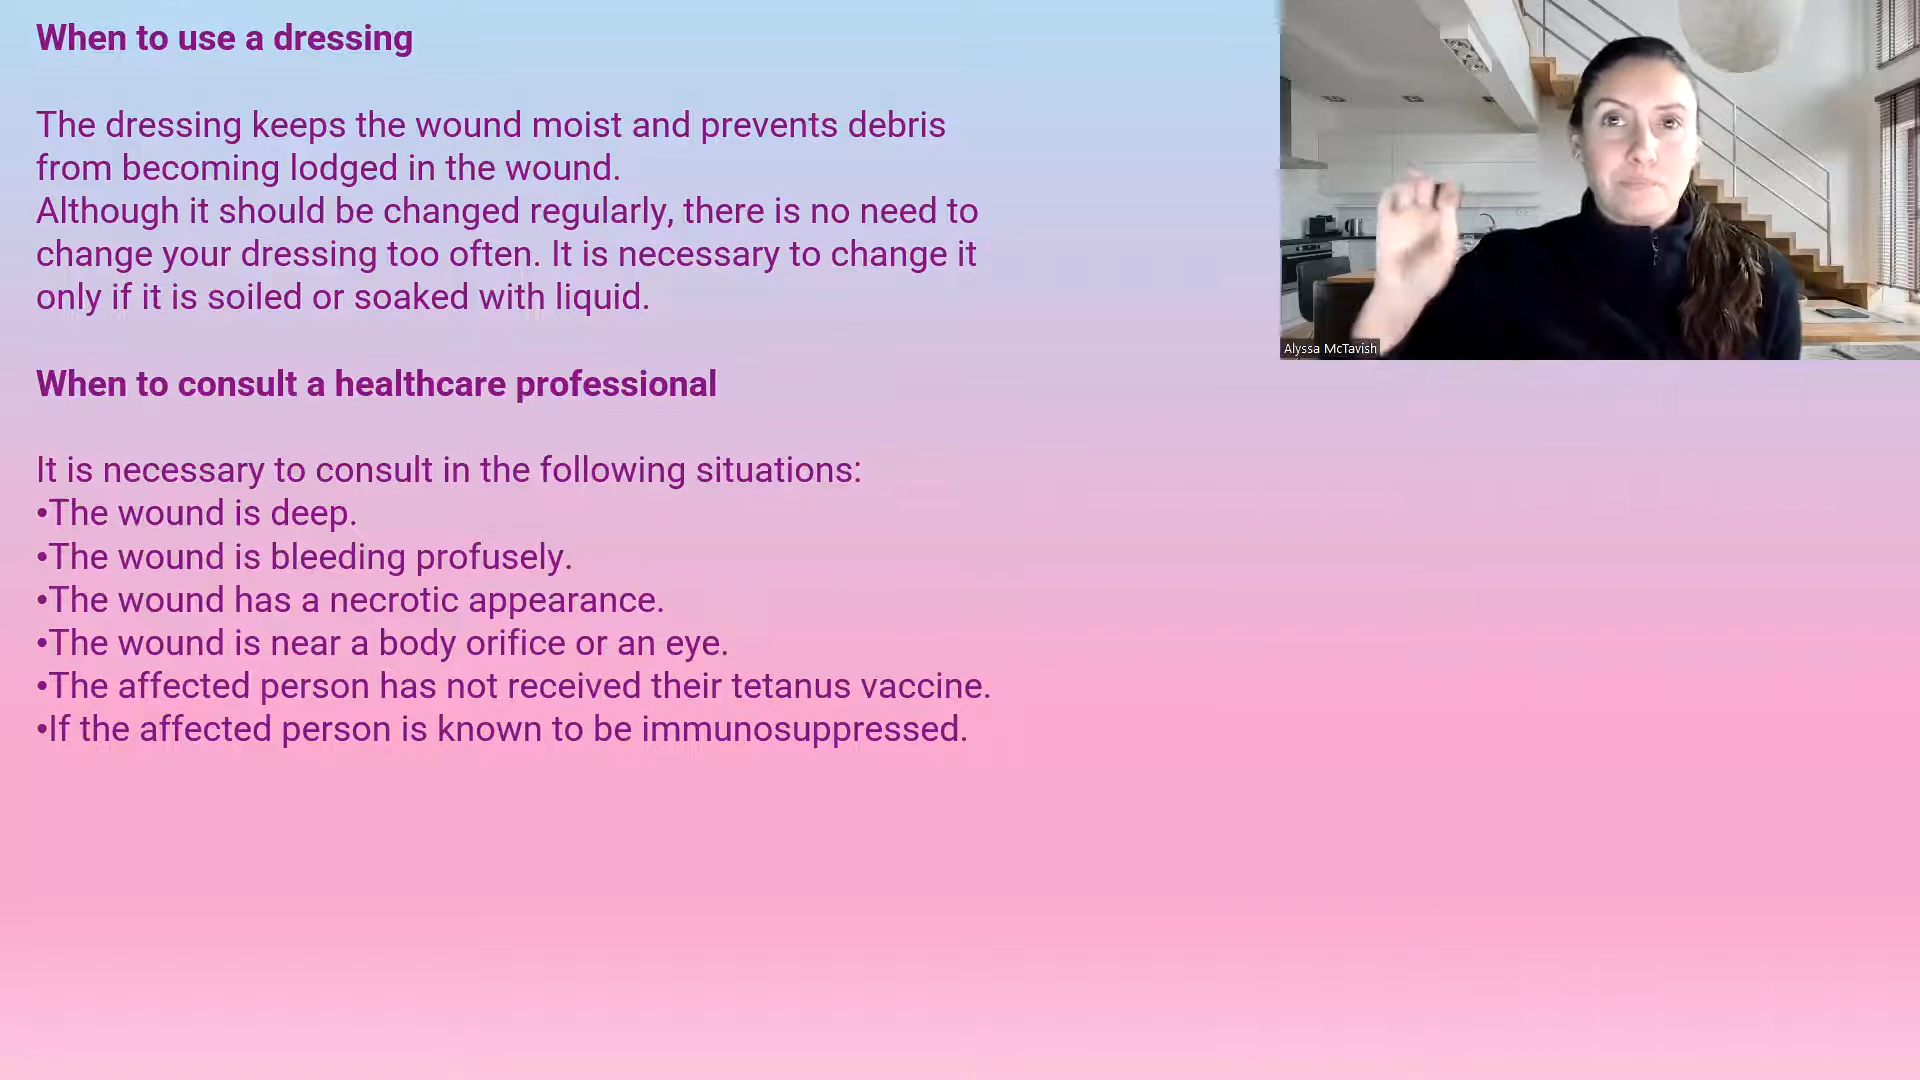 When to use a dressing
The dressing keeps the wound moist and prevents debris
from becoming lodged in the wound.
Although it should be changed regularly, there is no need to
change your dressing too often. It is necessary to change it
only if it is soiled or soaked with liquid.
When to consult a healthcare professional
It is necessary to consult in the following situations:
•The wound is deep.
•The wound is bleeding profusely.
•The wound has a necrotic appearance.
•The wound is near a body orifice or an eye.
•The affected person has not received their tetanus vaccine.
•If the affected person is known to be immunosuppressed.
Alyssa McTavish